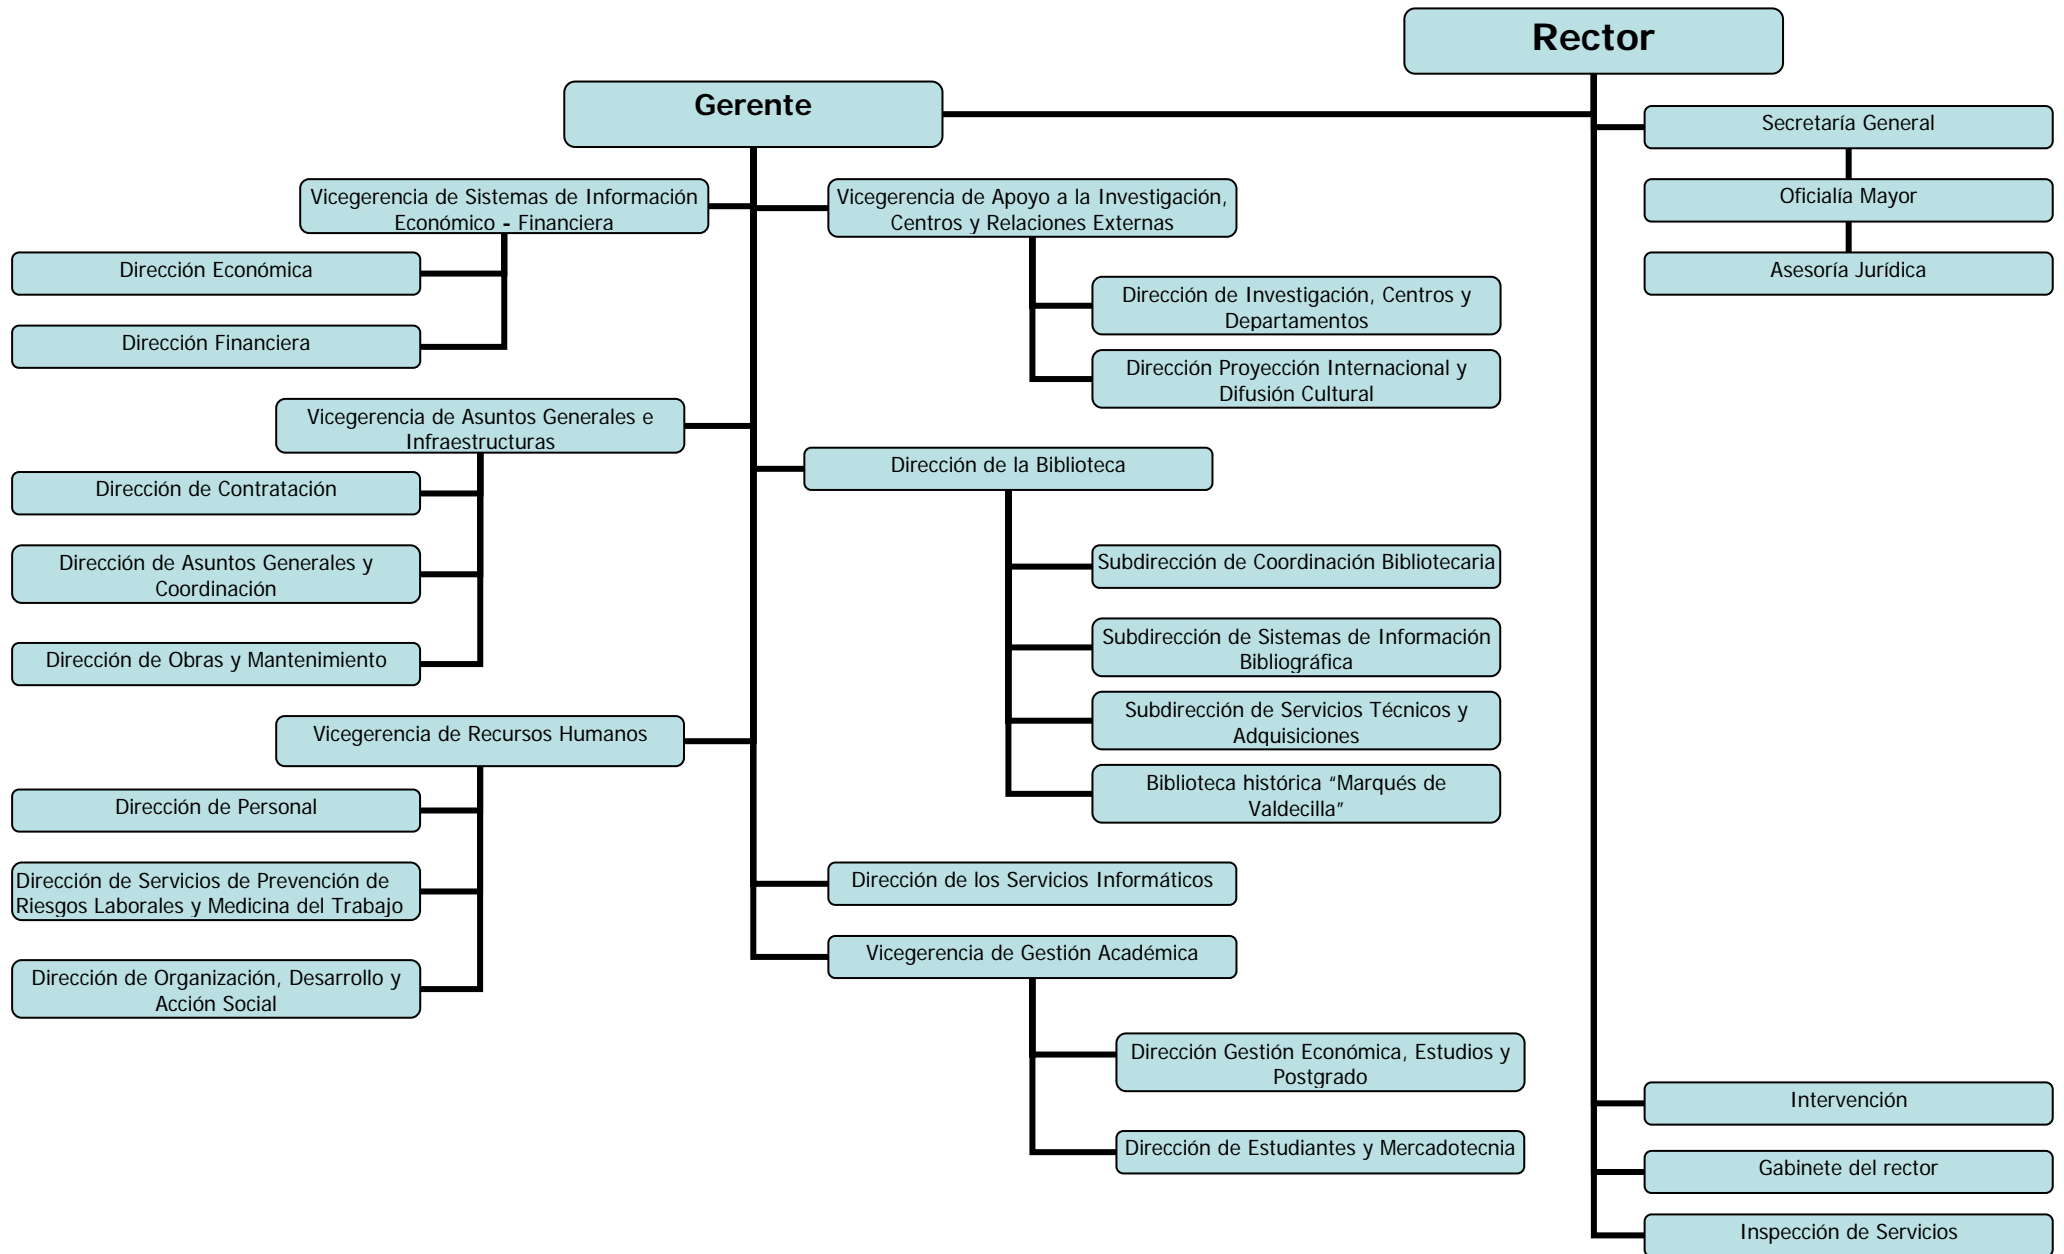 Rector
Gerente
Secretaría General
Oficialía Mayor
Asesoría Jurídica
Vicegerencia de Sistemas de Información
Económico - Financiera
Dirección Económica
Dirección Financiera
Vicegerencia de Asuntos Generales e
Infraestructuras
Dirección de Contratación
Dirección de Asuntos Generales y
Coordinación
Dirección de Obras y Mantenimiento
Vicegerencia de Recursos Humanos
Dirección de Personal
Dirección de Servicios de Prevención de
Riesgos Laborales y Medicina del Trabajo
Dirección de Organización, Desarrollo y
Acción Social
Vicegerencia de Apoyo a la Investigación,
Centros y Relaciones Externas
Dirección de Investigación, Centros y
Departamentos
Dirección Proyección Internacional y
Difusión Cultural
Dirección de la Biblioteca
Subdirección de Coordinación Bibliotecaria
Subdirección de Sistemas de Información
Bibliográfica
Subdirección de Servicios Técnicos y
Adquisiciones
Biblioteca histórica “Marqués de
Valdecilla”
Dirección de los Servicios Informáticos
Vicegerencia de Gestión Académica
Dirección Gestión Económica, Estudios y
Postgrado
Dirección de Estudiantes y Mercadotecnia
Intervención
Gabinete del rector
Inspección de Servicios